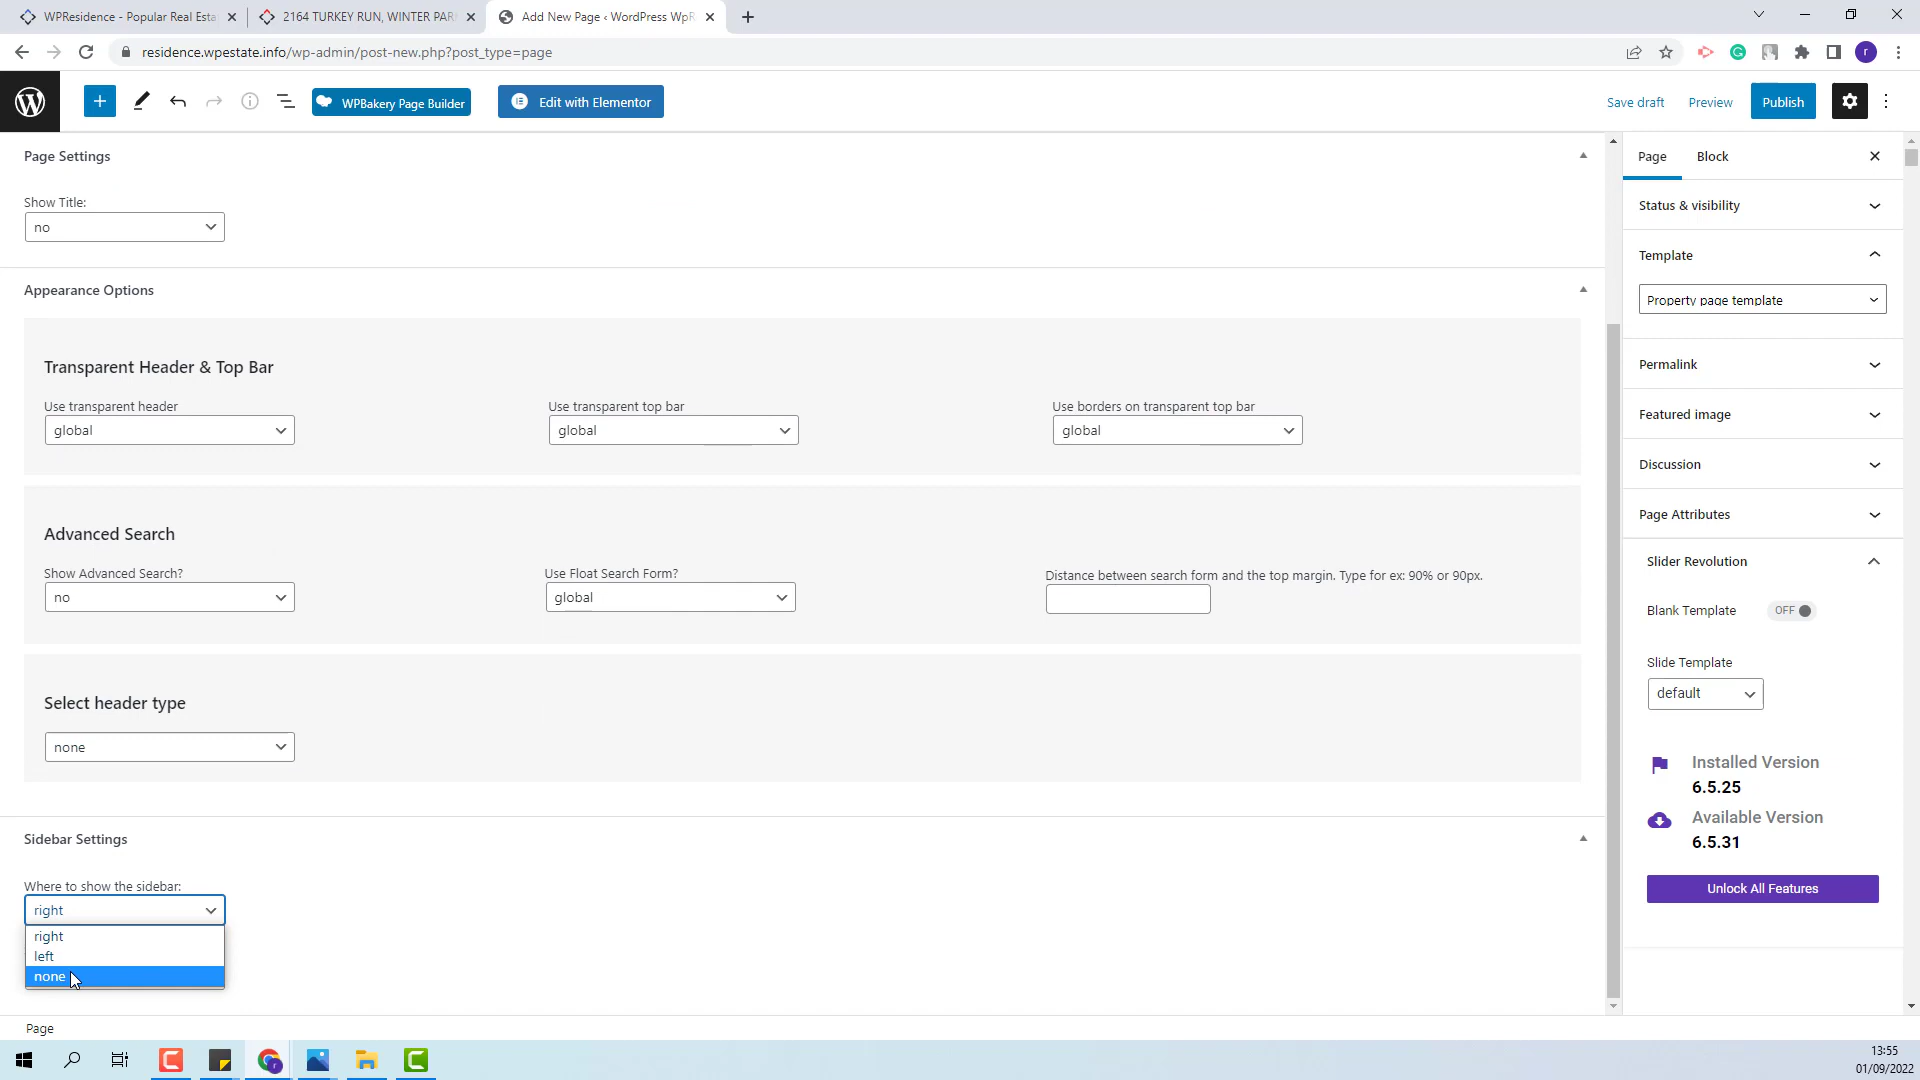 WPResidence - Popular Real Esta
2164 TURKEY RUN, WINTER PAR
Add New Page ‹ WordPress WpR
residence.wpestate.info/wp-admin/post-new.php?post_type=page
r
WPBakery Page Builder
Edit with Elementor
Save draft
Preview
Publish
Page Settings
Show Title:
no
Appearance Options
Transparent Header & Top Bar
Use transparent header
Use transparent top bar
Use borders on transparent top bar
global
global
global
Advanced Search
Show Advanced Search?
Use Float Search Form?
Distance between search form and the top margin. Type for ex: 90% or 90px.
no
global
Select header type
none
Sidebar Settings
Where to show the sidebar:
right
right
left
none
Page
Page
Block
Status & visibility
Template
Property page template
Permalink
Featured image
Discussion
Page Attributes
Slider Revolution
Blank Template
OFF
Slide Template
default
Installed Version
6.5.25
Available Version
6.5.31
Unlock All Features
13:55
01/09/2022